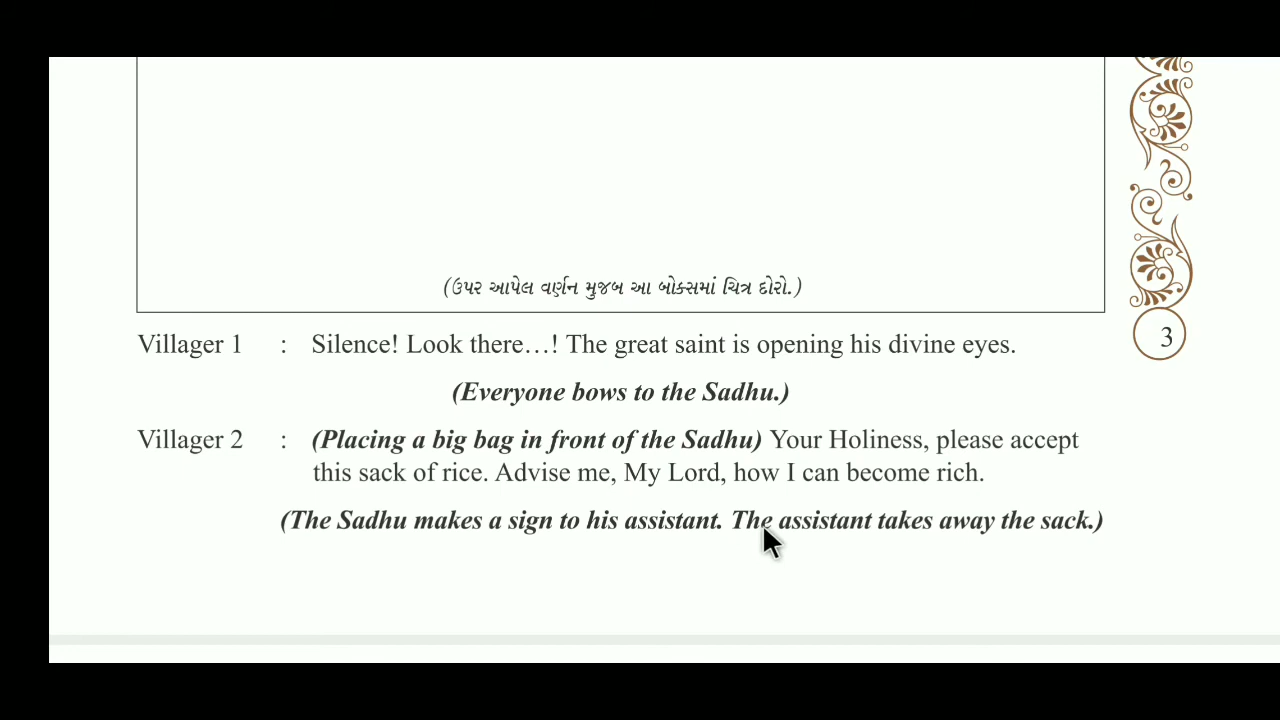 (ઉપર આપેલ વર્ણન મુજબ આ બોક્સમાં ચિત્ર દોરો.)
3
Villager 1 : Silence! Look there…! The great saint is opening his divine eyes.
(Everyone bows to the Sadhu.)
Villager 2 : (Placing a big bag in front of the Sadhu) Your Holiness, please accept
this sack of rice. Advise me, My Lord, how I can become rich.
(The Sadhu makes a sign to his assistant. The assistant takes away the sack.)